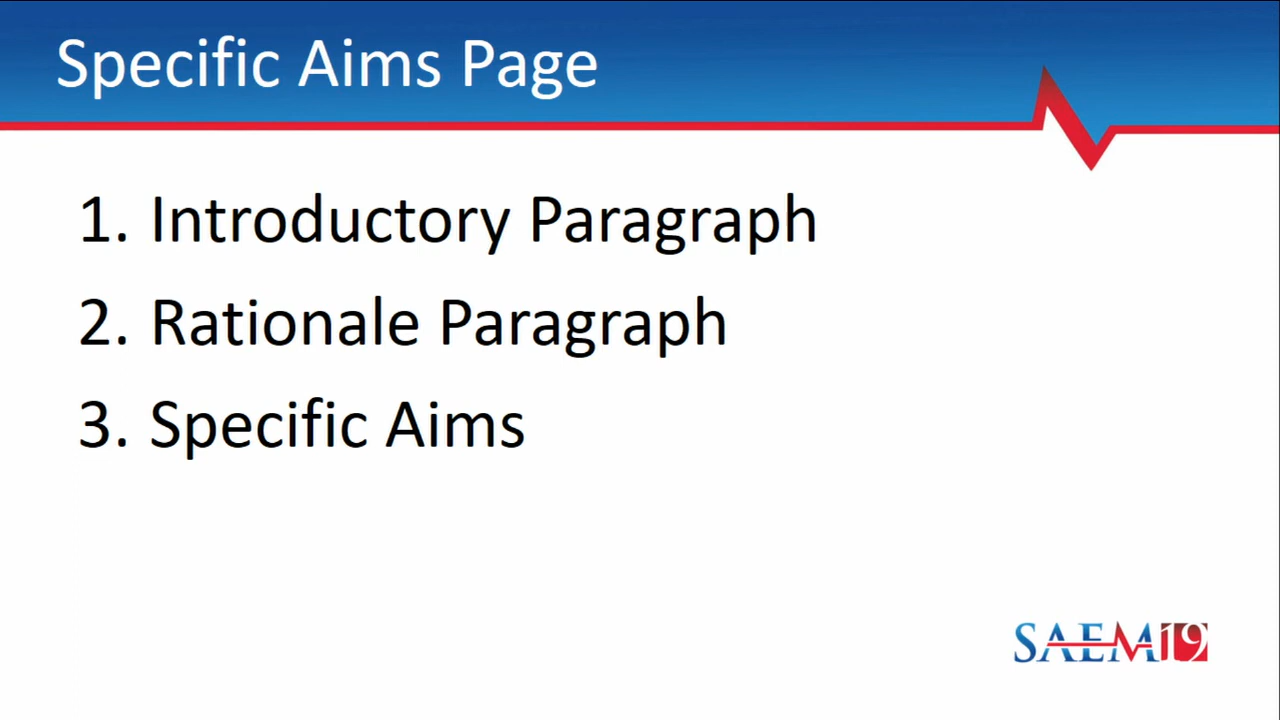 Specific Aims Page
1. Introductory Paragraph
2. Rationale Paragraph
3. Specific Aims
SAEM19